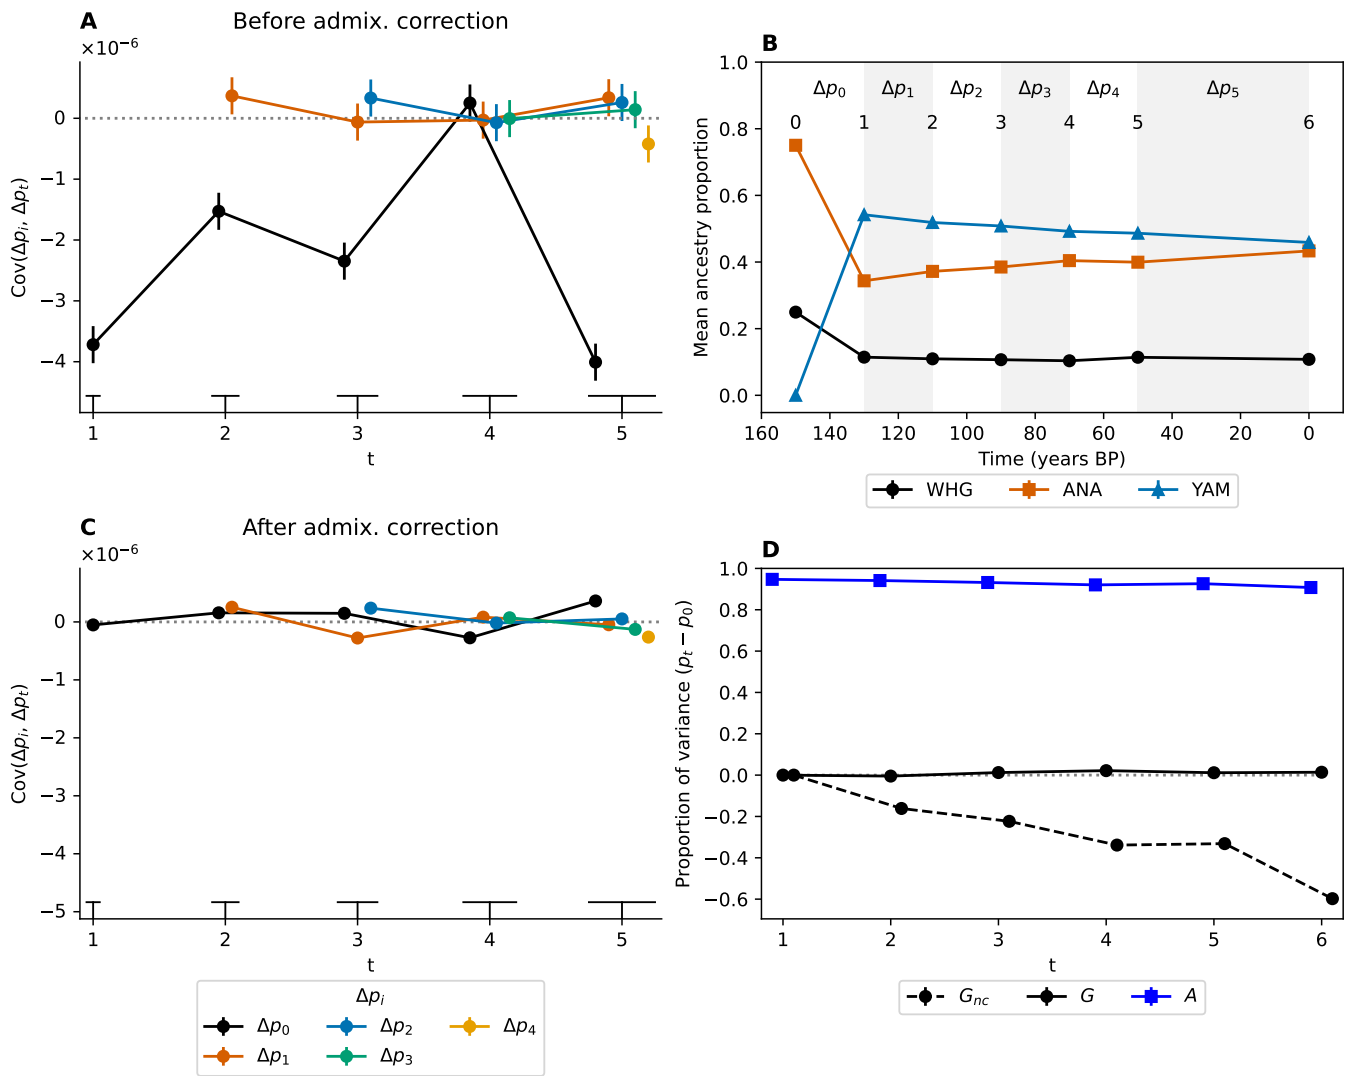 A
Before admix. correction
×10⁻⁶
0
−1
−2
−3
−4
Cov(Δpᵢ, Δpₜ)
1 2 3 4 5
t
B
Δp₀ Δp₁ Δp₂ Δp₃ Δp₄ Δp₅
0 1 2 3 4 5 6
1.0
0.8
0.6
0.4
0.2
0.0
Mean ancestry proportion
160 140 120 100 80 60 40 20 0
Time (years BP)
WHG ANA YAM
C
After admix. correction
×10⁻⁶
0
−1
−2
−3
−4
−5
Cov(Δpᵢ, Δpₜ)
1 2 3 4 5
t
Δpᵢ
Δp₀ Δp₂ Δp₄
Δp₁ Δp₃
D
1.0
0.8
0.6
0.4
0.2
0.0
−0.2
−0.4
−0.6
Proportion of variance (pₜ − p₀)
1 2 3 4 5 6
t
Gₙc G A